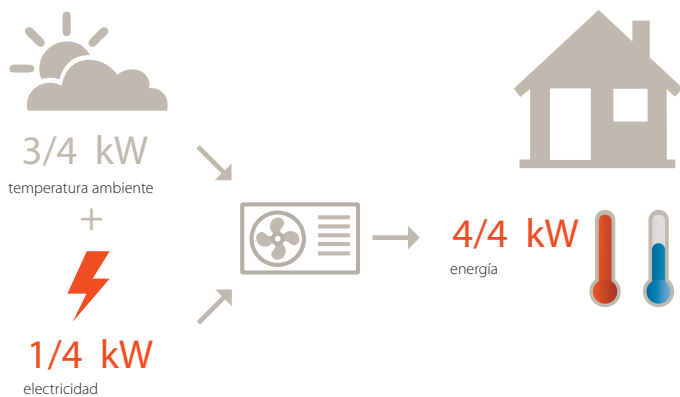 3/4 kW
temperatura ambiente
+
1/4 kW
electricidad
4/4 kW
energía